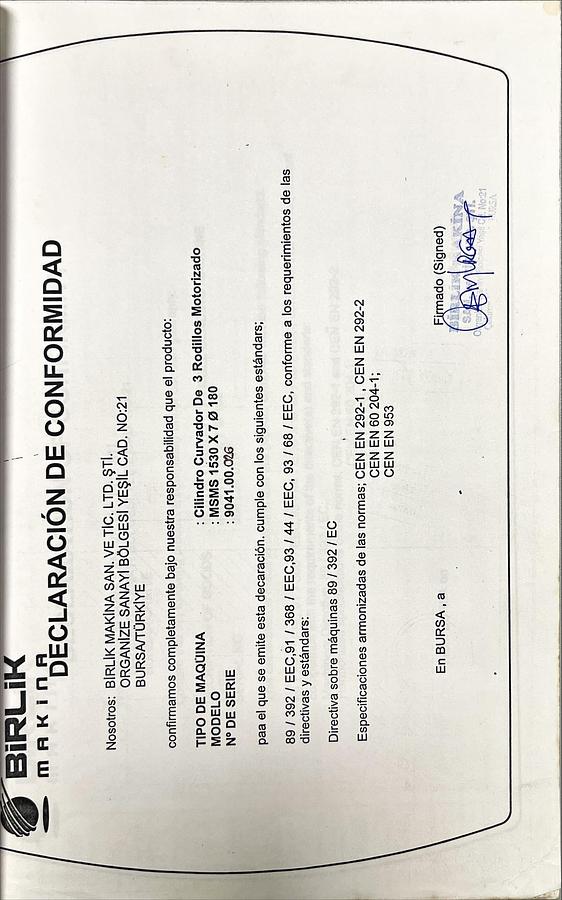 BiRLiK
makina
DECLARACIÓN DE CONFORMIDAD
Nosotros: BİRLİK MAKİNA SAN. VE TİC. LTD. ŞTİ.
ORGANİZE SANAYİ BÖLGESİ YEŞİL CAD. NO:21
BURSA/TÜRKİYE
confirmamos completamente bajo nuestra responsabilidad que el producto:
TIPO DE MAQUINA : Cilindro Curvador De 3 Rodillos Motorizado
MODELO : MSMS 1530 X 7 Ø 180
Nº DE SERIE : 9041.00.026
paa el que se emite esta decaración. cumple con los siguientes estándars;
89 / 392 / EEC,91 / 368 / EEC,93 / 44 / EEC, 93 / 68 / EEC, conforme a los requerimientos de las
directivas y estándars:
Directiva sobre máquinas 89 / 392 / EC
Especificaciones armonizadas de las normas; CEN EN 292-1 , CEN EN 292-2
CEN EN 60 204-1;
CEN EN 953
En BURSA , a
Firmado (Signed)
BİRLİK MAKİNA